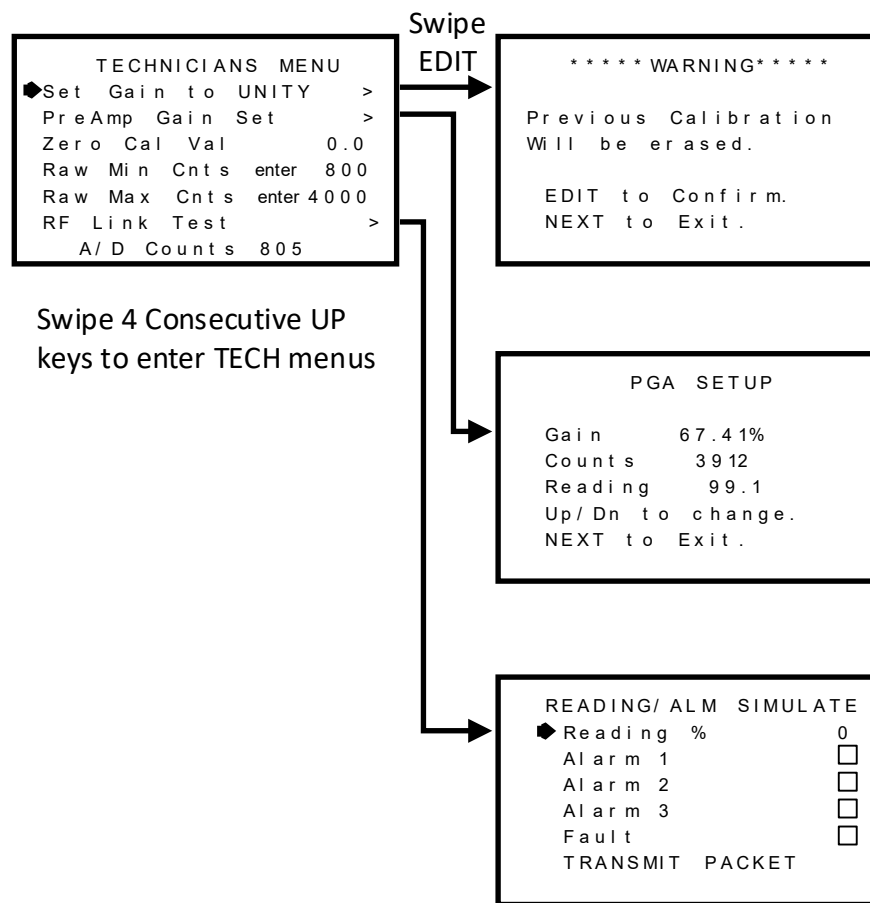 Swipe
EDIT
TECHNICIANS MENU
Set Gain to UNITY >
PreAmp Gain Set >
Zero Cal Val 0.0
Raw Min Cnts enter 800
Raw Max Cnts enter 4000
RF Link Test >
A/D Counts 805
Swipe 4 Consecutive UP
keys to enter TECH menus
*****WARNING*****
Previous Calibration
Will be erased.
EDIT to Confirm.
NEXT to Exit.
PGA SETUP
Gain 67.41%
Counts 3912
Reading 99.1
Up/Dn to change.
NEXT to Exit.
READING/ALM SIMULATE
Reading % 0
Alarm 1
Alarm 2
Alarm 3
Fault
TRANSMIT PACKET